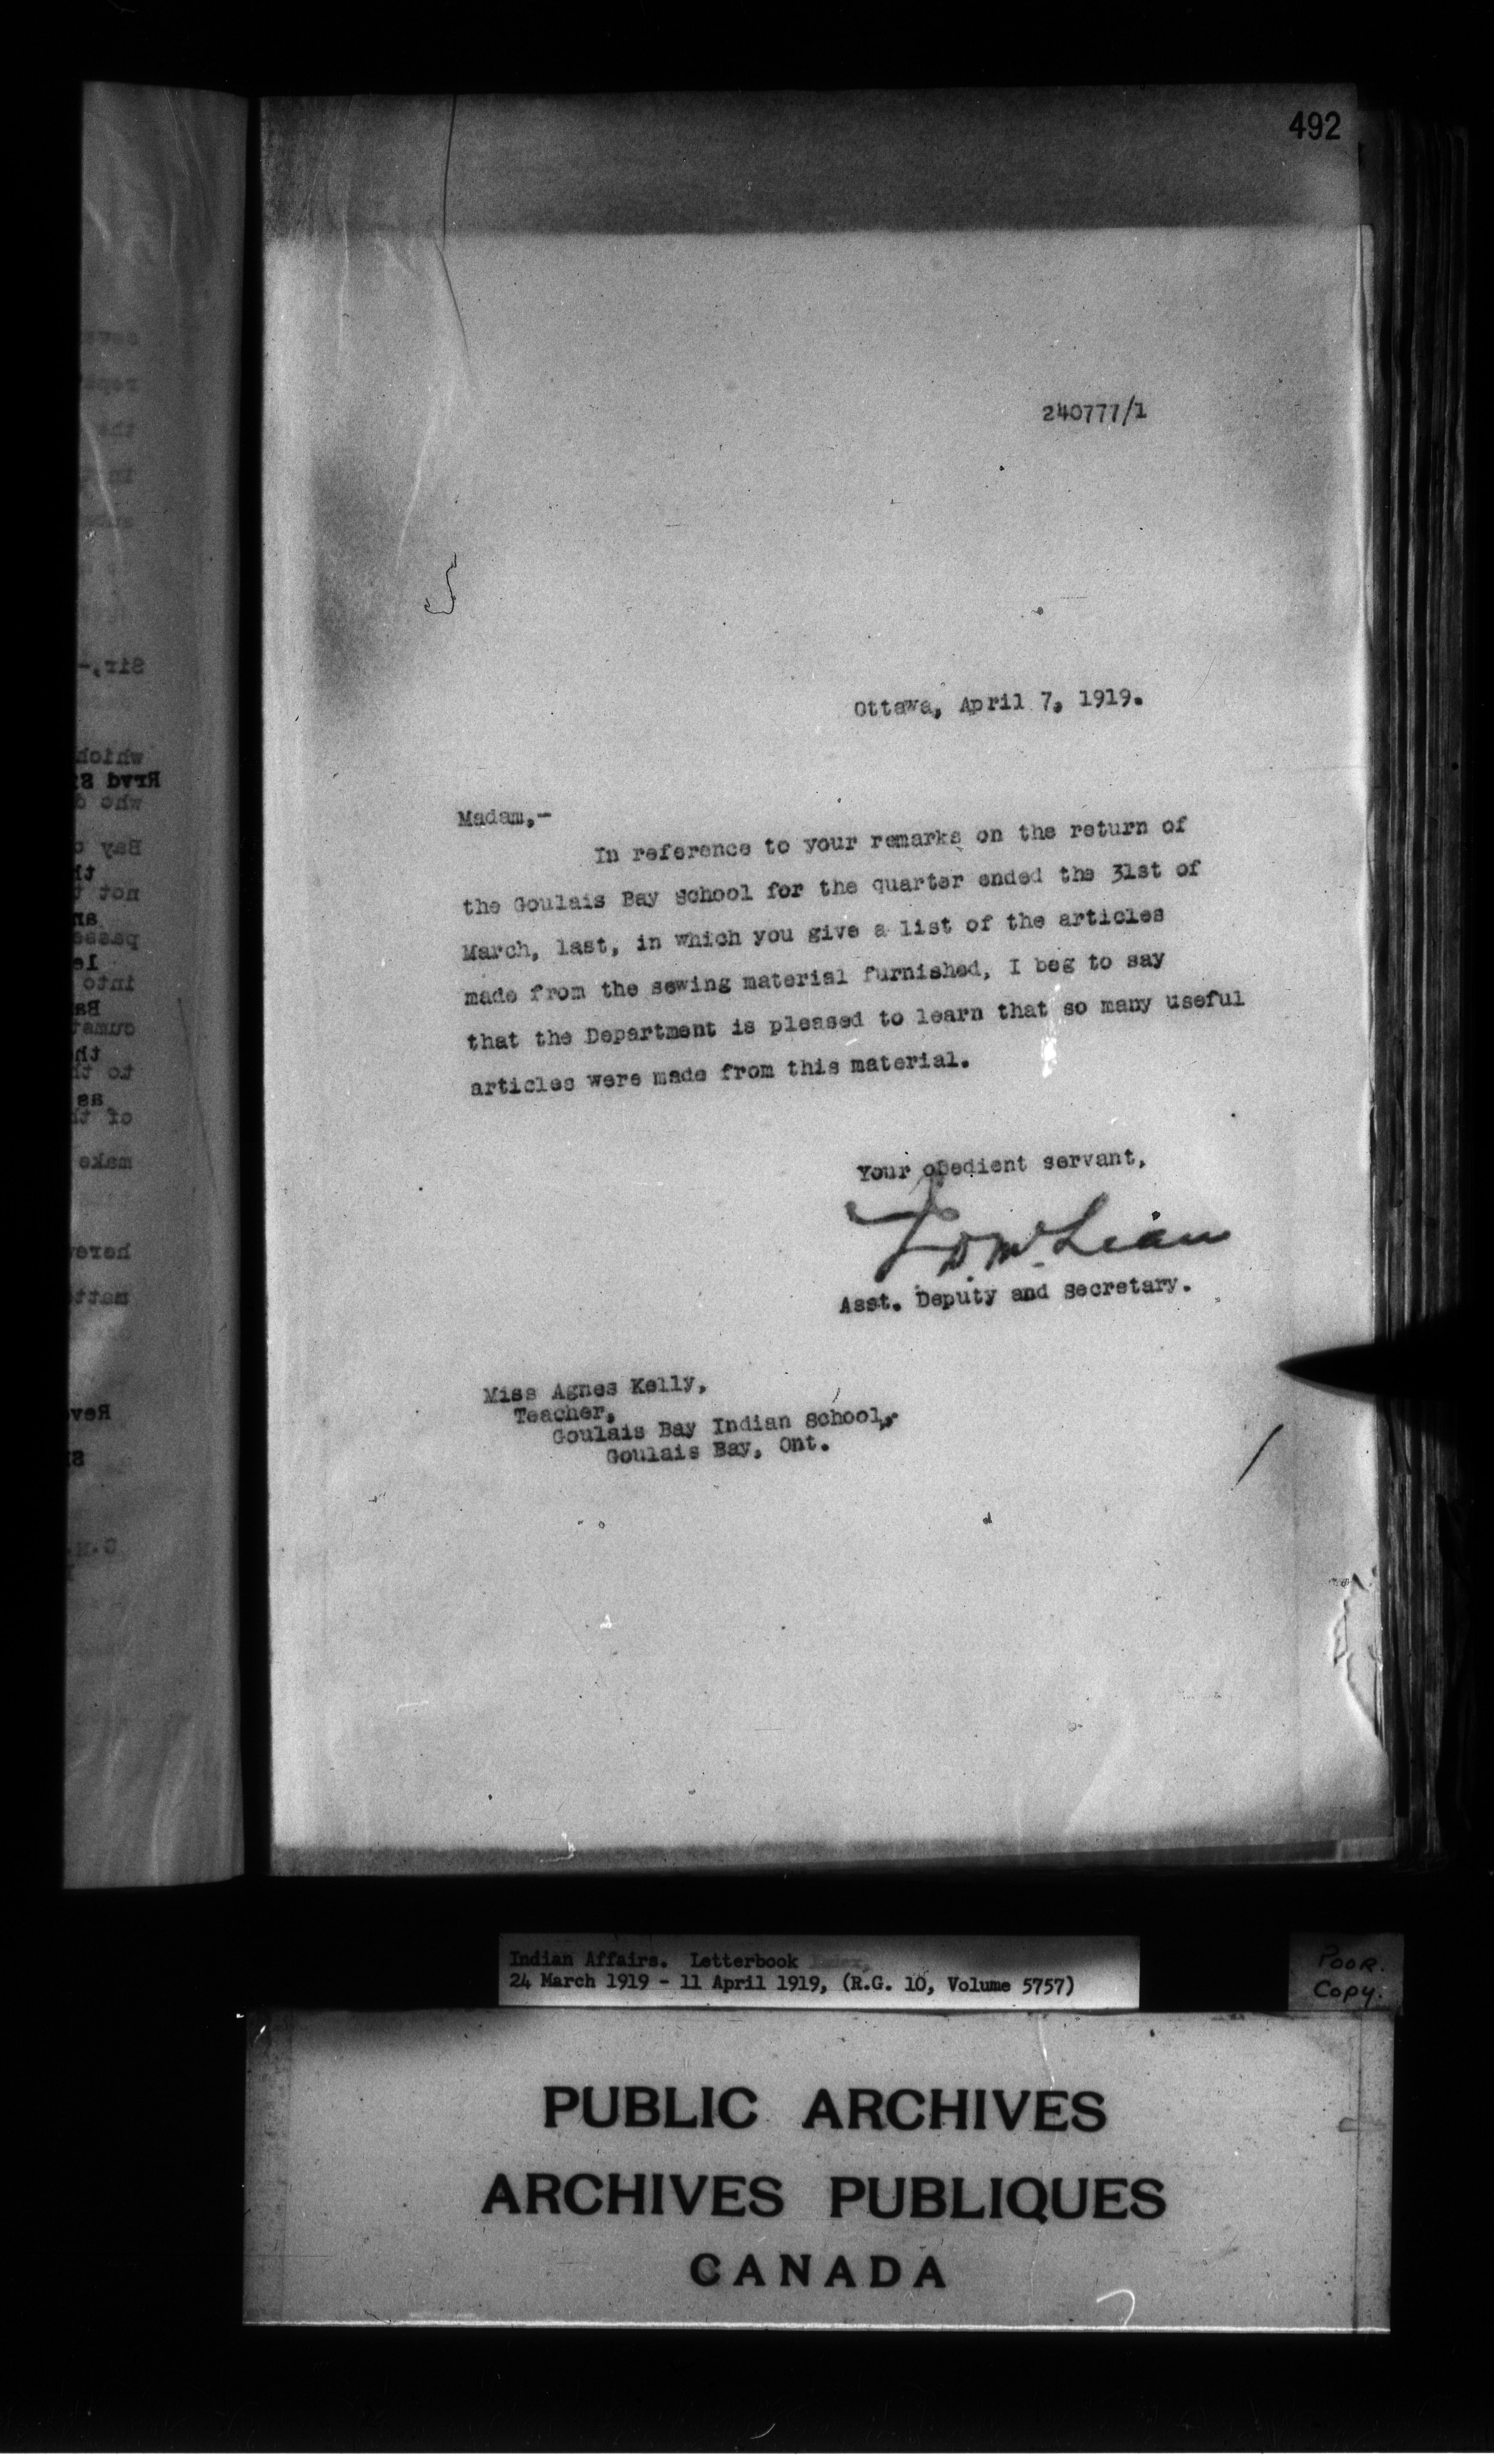 492
240777/1
Ottawa, April 7, 1919.
Madam,-
In reference to your remarks on the return of
the Goulais Bay School for the quarter ended the 31st of
March, last, in which you give a list of the articles
made from the sewing material furnished, I beg to say
that the Department is pleased to learn that so many useful
articles were made from this material.
Your obedient servant,
J D McLean
Asst. Deputy and Secretary.
Miss Agnes Kelly,
Teacher,
Goulais Bay Indian School,
Goulais Bay, Ont.
Indian Affairs. Letterbook
24 March 1919 - 11 April 1919, (R.G. 10, Volume 5757)
POOR.
Copy.
PUBLIC ARCHIVES
ARCHIVES PUBLIQUES
CANADA